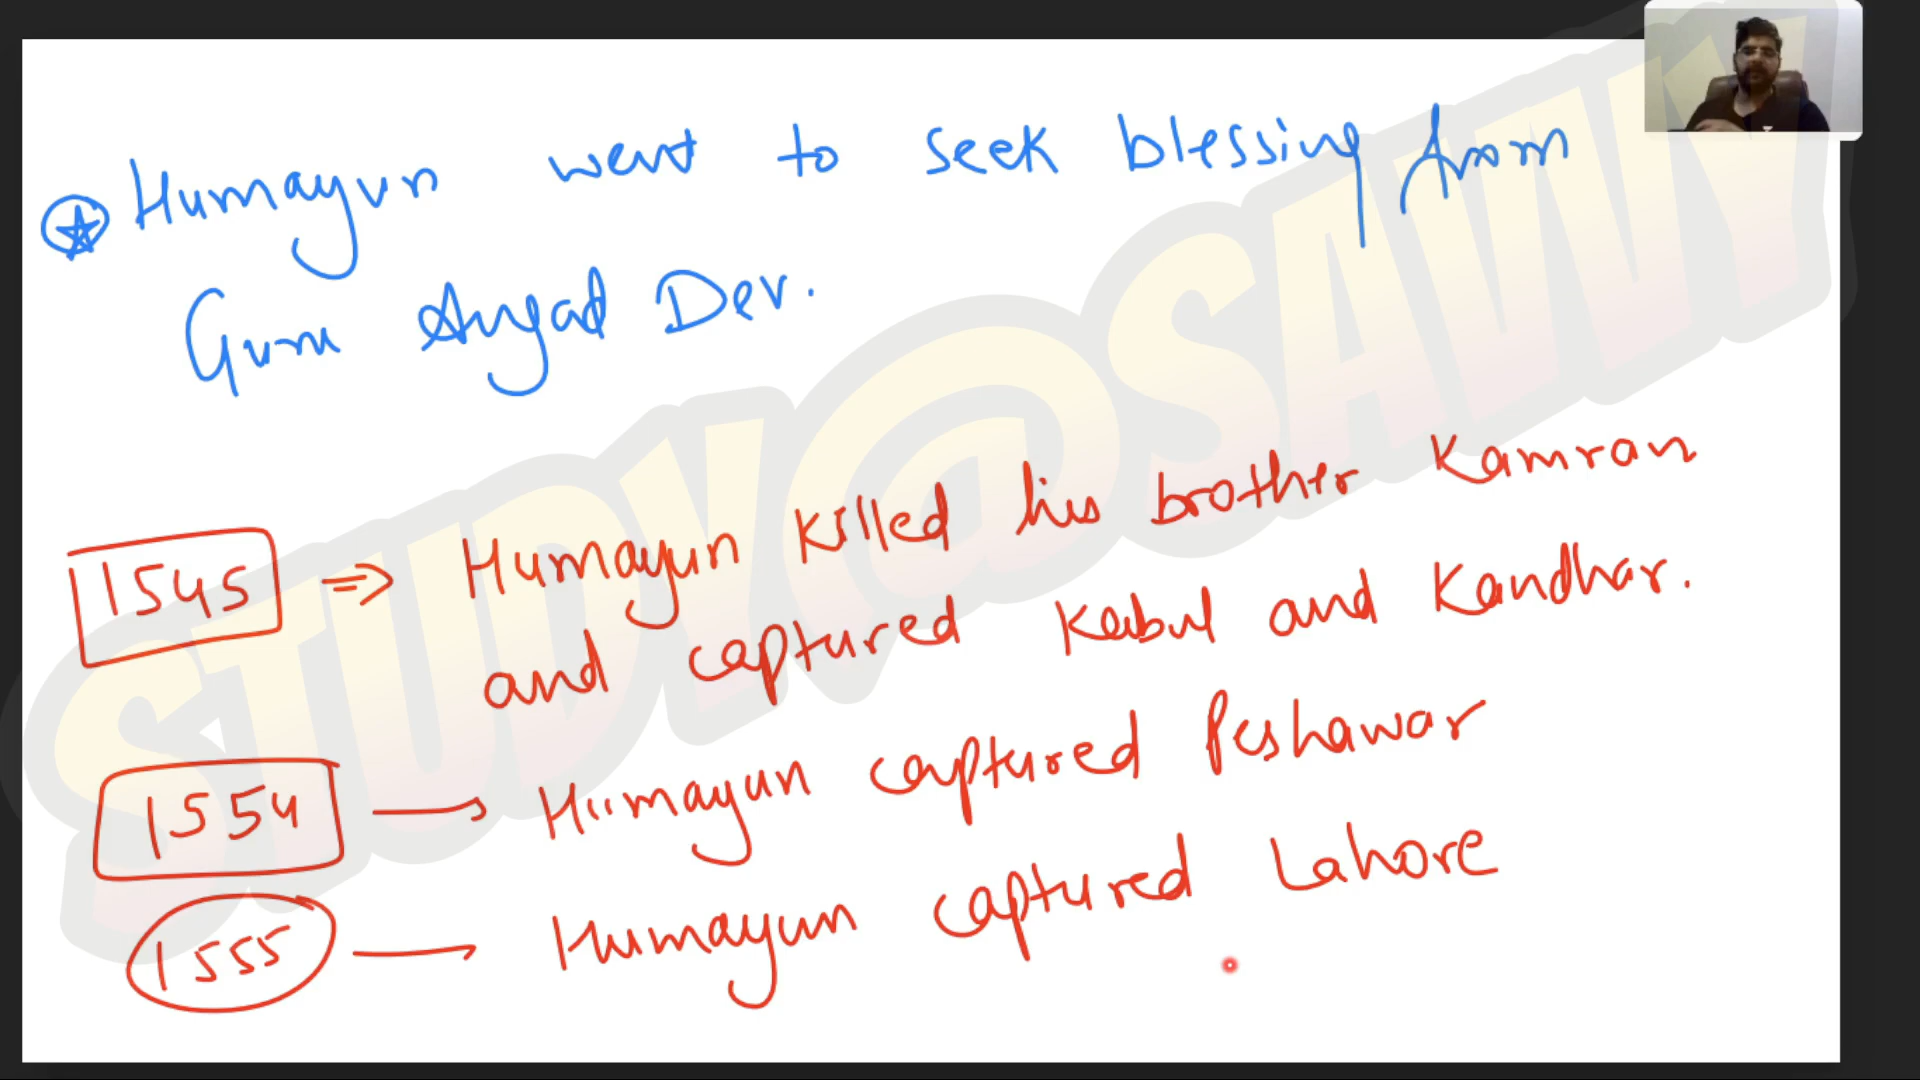 Humayun went to seek blessing from
Guru Angad Dev.
1545 ⇒ Humayun killed his brother Kamran
and captured Kabul and Kandhar.
1554 → Humayun captured Peshawar
1555 → Humayun captured Lahore
STUDY@SAVVY